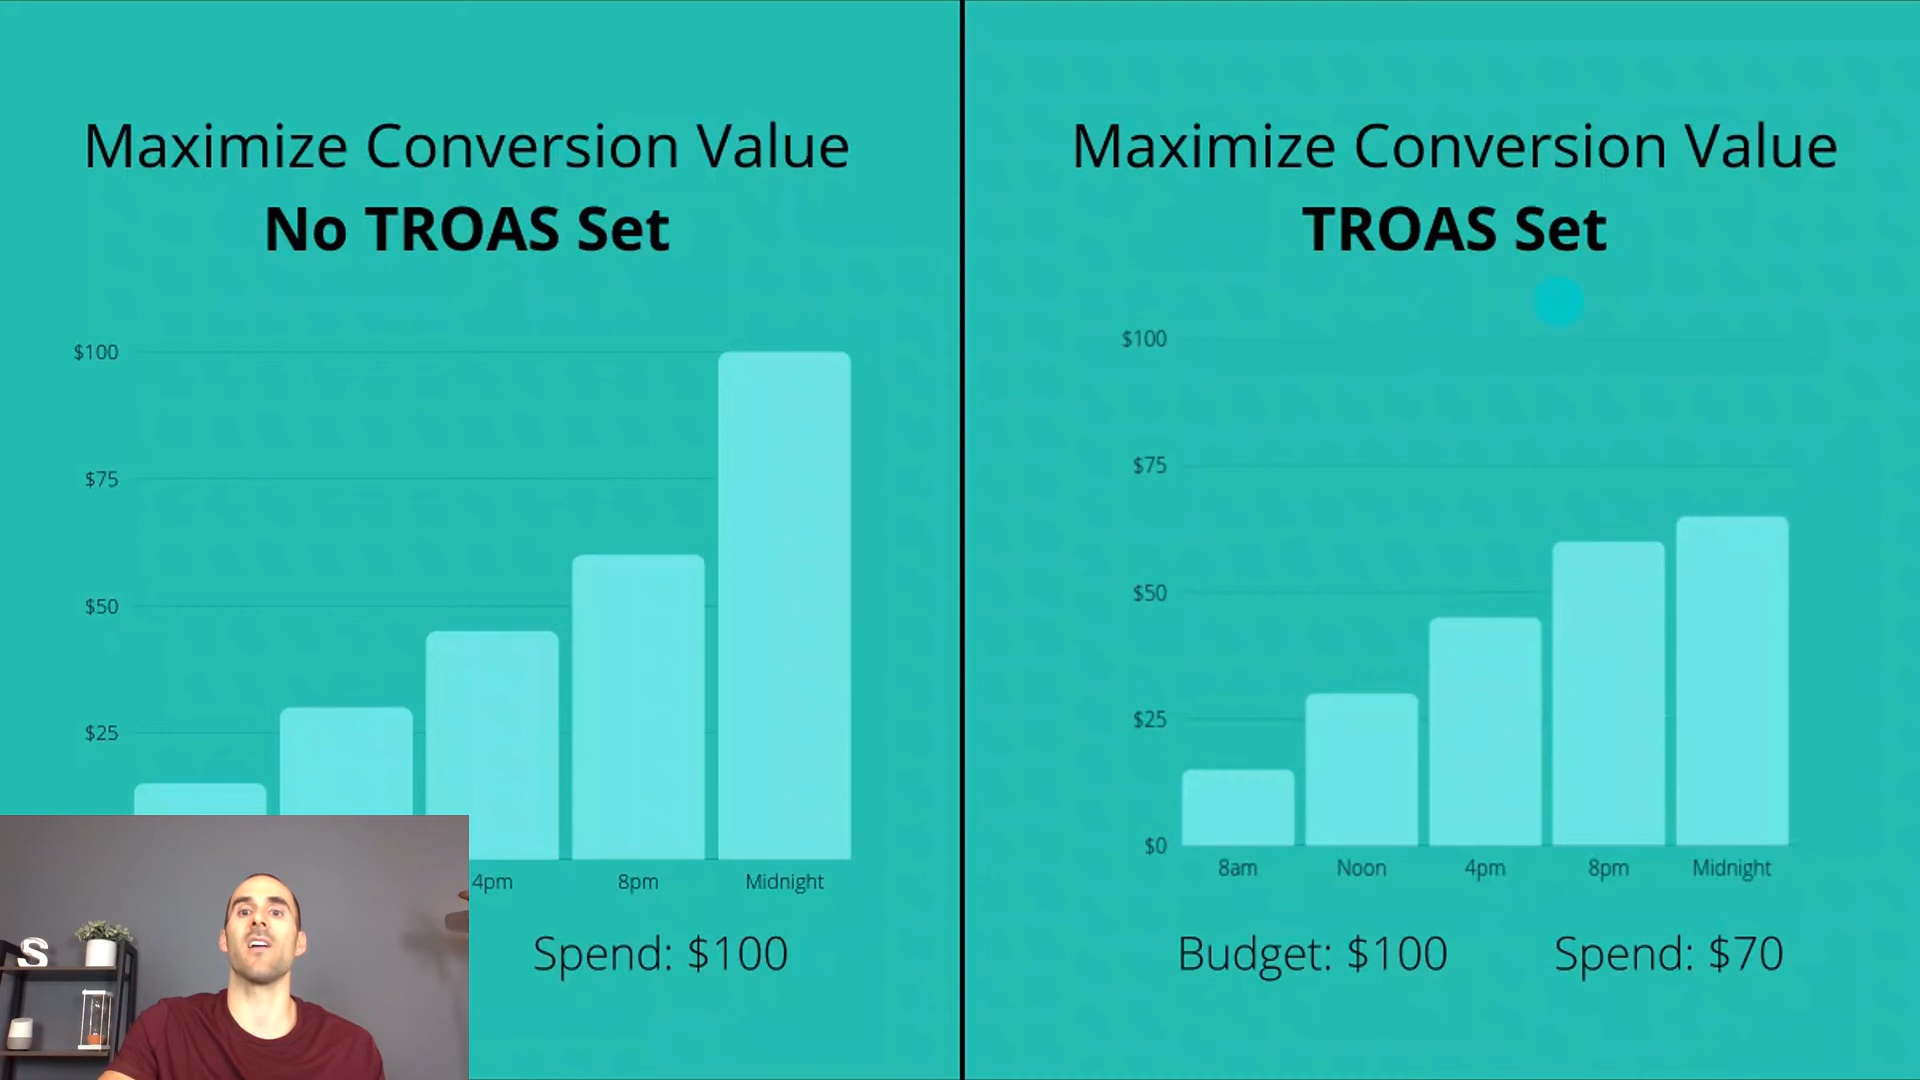 Maximize Conversion Value
No TROAS Set
$100
$75
$50
$25
4pm
8pm
Midnight
Spend: $100
Maximize Conversion Value
TROAS Set
$100
$75
$50
$25
$0
8am
Noon
4pm
8pm
Midnight
Budget: $100
Spend: $70
S